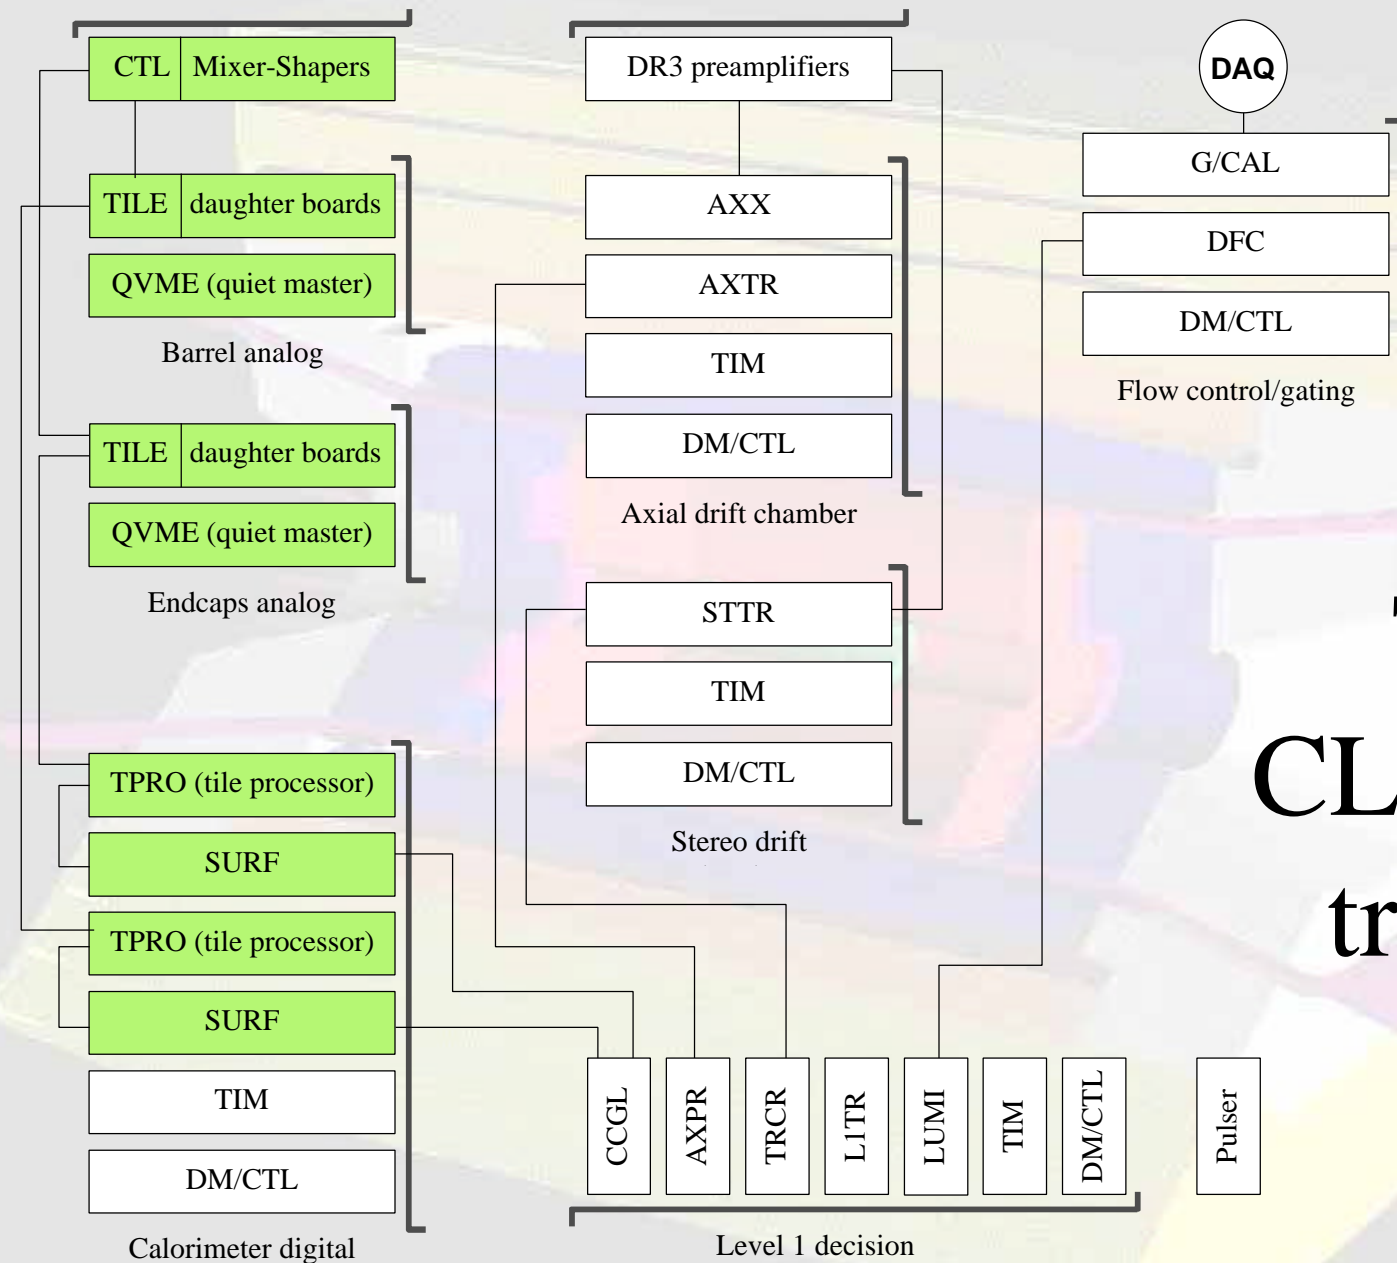 CTL Mixer-Shapers
TILE daughter boards
QVME (quiet master)
Barrel analog
TILE daughter boards
QVME (quiet master)
Endcaps analog
TPRO (tile processor)
SURF
TPRO (tile processor)
SURF
TIM
DM/CTL
Calorimeter digital
DR3 preamplifiers
AXX
AXTR
TIM
DM/CTL
Axial drift chamber
STTR
TIM
DM/CTL
Stereo drift
DAQ
G/CAL
DFC
DM/CTL
Flow control/gating
CL
tr
CCGL
AXPR
TRCR
L1TR
LUMI
TIM
DM/CTL
Level 1 decision
Pulser